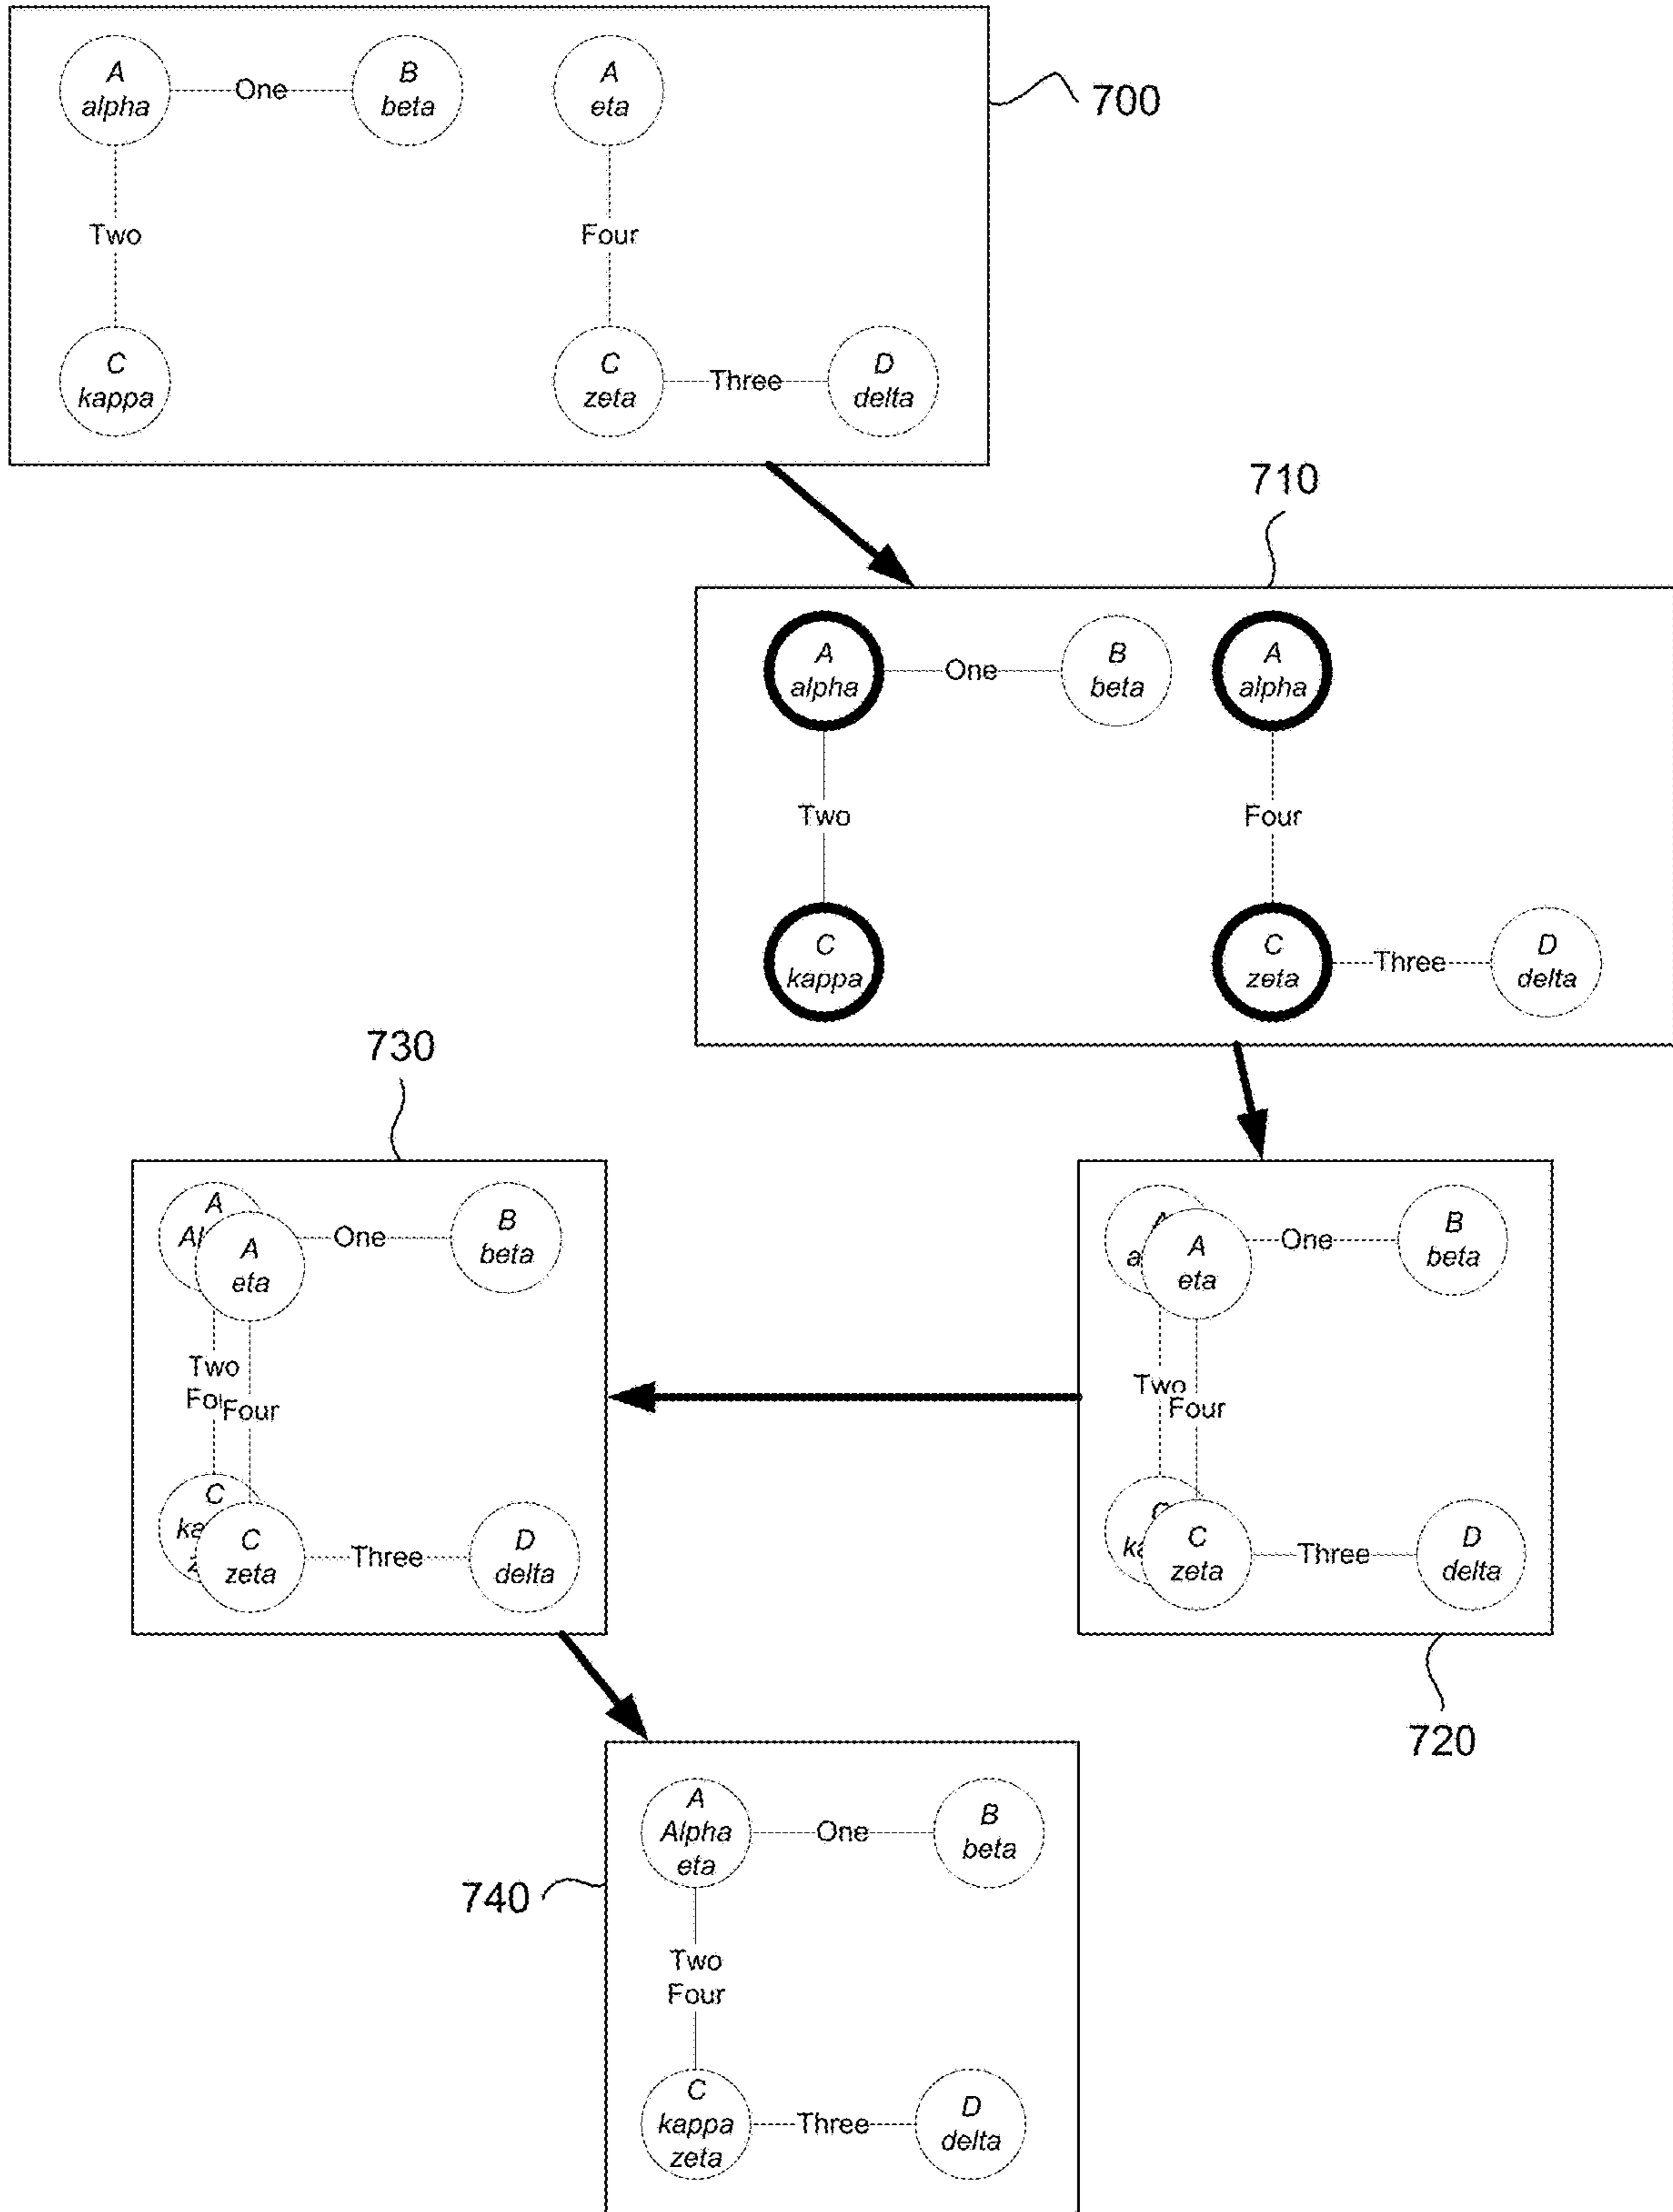 A
alpha
One
B
beta
A
eta
700
Two
Four
C
kappa
C
zeta
Three
D
delta
710
A
alpha
One
B
beta
A
alpha
Two
Four
C
kappa
C
zeta
Three
D
delta
730
A
A
eta
One
B
beta
Two
Four
C
C
zeta
Three
D
delta
A
eta
One
B
beta
Two
Four
C
zeta
Three
D
delta
720
A
Alpha
eta
One
B
beta
740
Two
Four
C
kappa
zeta
Three
D
delta